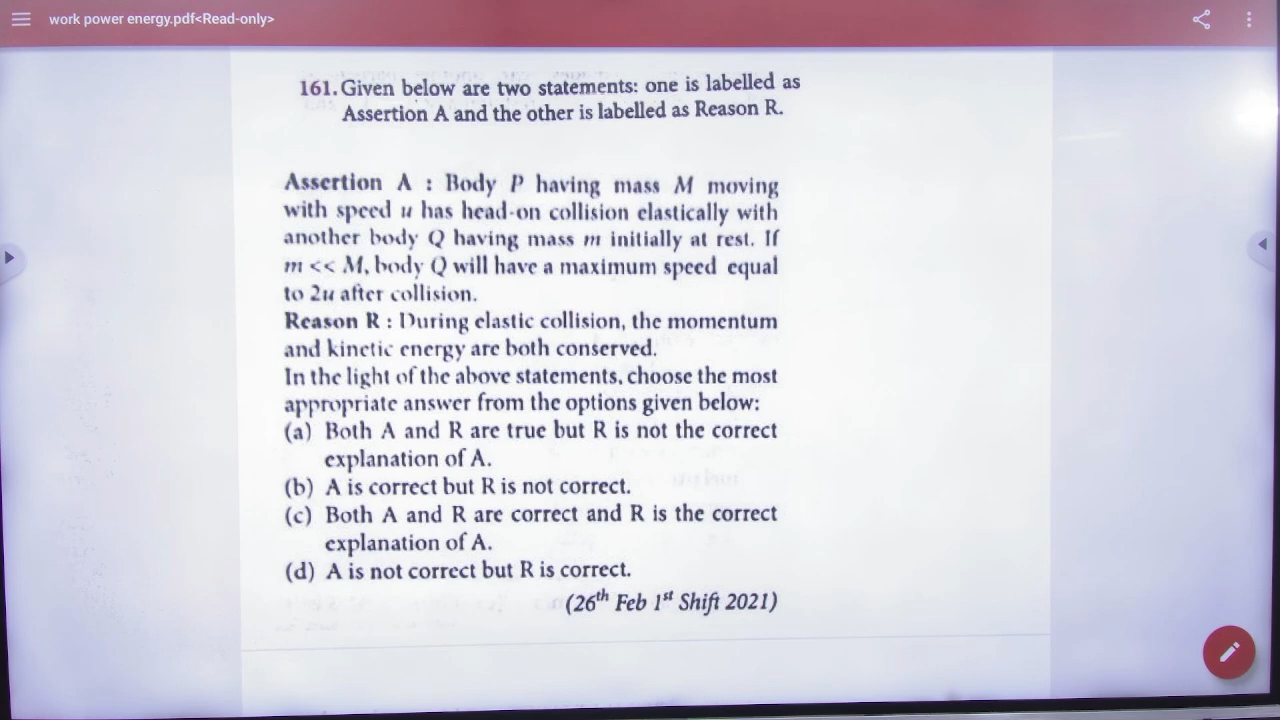 work power energy.pdf<Read-only>
161. Given below are two statements: one is labelled as
Assertion A and the other is labelled as Reason R.
Assertion A : Body P having mass M moving
with speed u has head-on collision elastically with
another body Q having mass m initially at rest. If
m << M, body Q will have a maximum speed equal
to 2u after collision.
Reason R : During elastic collision, the momentum
and kinetic energy are both conserved.
In the light of the above statements, choose the most
appropriate answer from the options given below:
(a) Both A and R are true but R is not the correct
explanation of A.
(b) A is correct but R is not correct.
(c) Both A and R are correct and R is the correct
explanation of A.
(d) A is not correct but R is correct.
(26th Feb 1st Shift 2021)